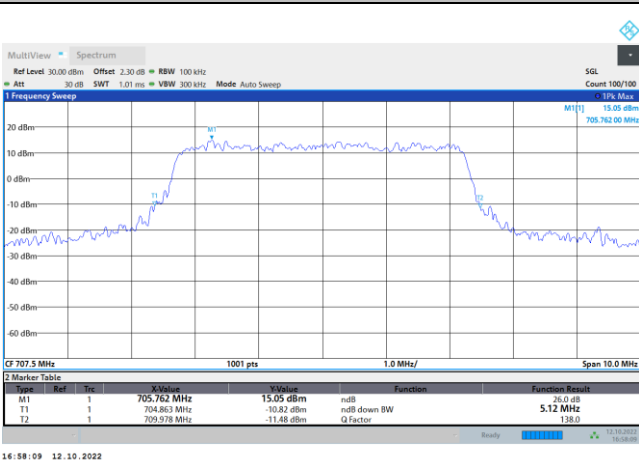 MultiView Spectrum
Ref Level 30.00 dBm Offset 2.30 dB RBW 100 kHz SGL
Att 30 dB SWT 1.01 ms VBW 300 kHz Mode Auto Sweep Count 100/100
1 Frequency Sweep 1Pk Max
M1[1] 15.05 dBm
705.762 00 MHz
20 dBm
M1
10 dBm
0 dBm
T1
T2
-10 dBm
-20 dBm
-30 dBm
-40 dBm
-50 dBm
-60 dBm
CF 707.5 MHz 1001 pts 1.0 MHz/ Span 10.0 MHz
2 Marker Table
Type Ref Trc X-Value Y-Value Function Function Result
M1 1 705.762 MHz 15.05 dBm ndB 26.0 dB
T1 1 704.863 MHz -10.82 dBm ndB down BW 5.12 MHz
T2 1 709.978 MHz -11.48 dBm Q Factor 138.0
Ready 12.10.2022
16:58:09
16:58:09 12.10.2022